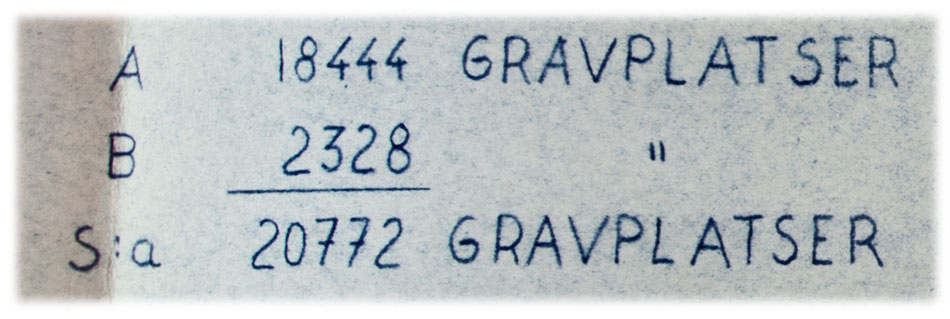 A 18444 GRAVPLATSER
B 2328 "
S:a 20772 GRAVPLATSER